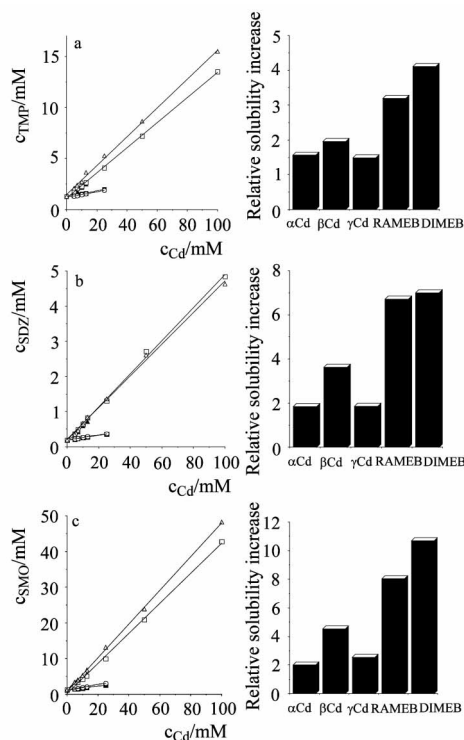 a
c_TMP/mM
15
10
5
0
0 20 40 60 80 100
c_Cd/mM
Relative solubility increase
5
4
3
2
1
αCd βCd γCd RAMEB DIMEB
b
c_SDZ/mM
5
4
3
2
1
0
0 20 40 60 80 100
c_Cd/mM
Relative solubility increase
8
6
4
2
0
αCd βCd γCd RAMEB DIMEB
c
c_SMO/mM
50
40
30
20
10
0
0 20 40 60 80 100
c_Cd/mM
Relative solubility increase
12
10
8
6
4
2
0
αCd βCd γCd RAMEB DIMEB